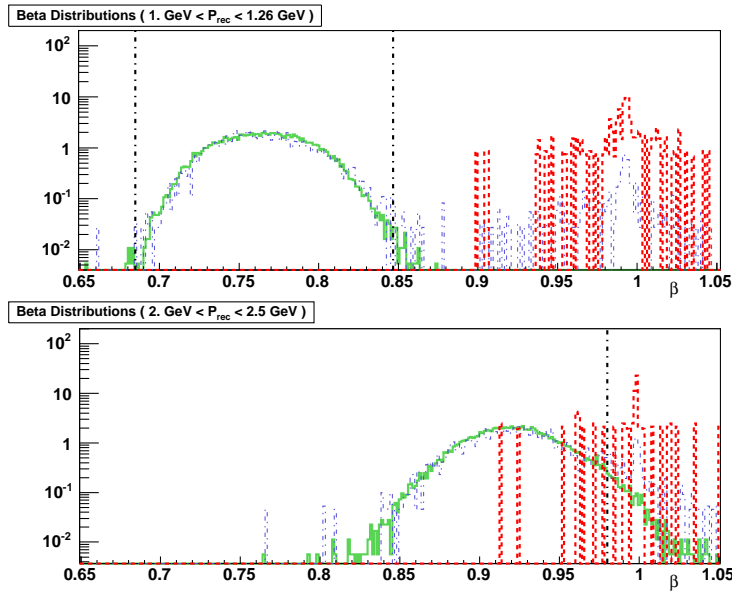 Beta Distributions ( 1. GeV < P_rec < 1.26 GeV )
10^2
10
1
10^-1
10^-2
0.65 0.7 0.75 0.8 0.85 0.9 0.95 1 1.05
β
Beta Distributions ( 2. GeV < P_rec < 2.5 GeV )
10^2
10
1
10^-1
10^-2
0.65 0.7 0.75 0.8 0.85 0.9 0.95 1 1.05
β